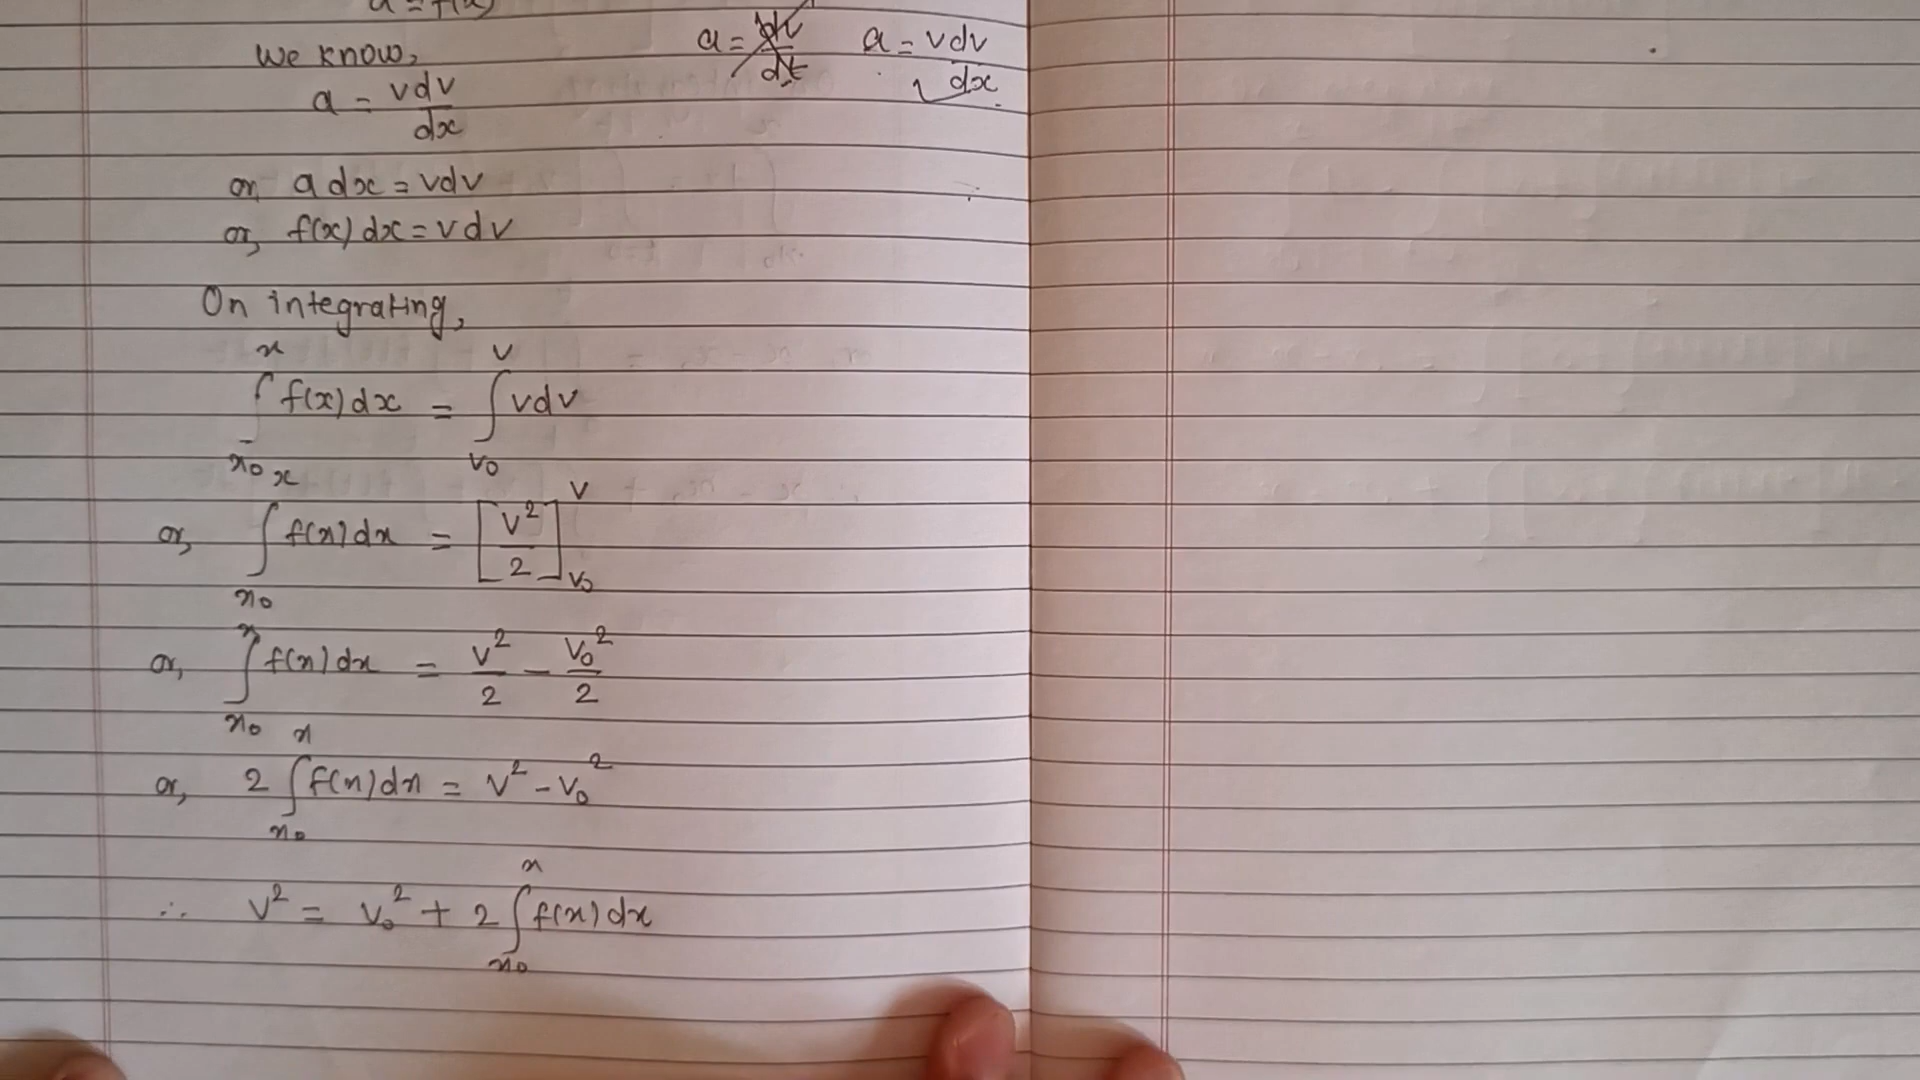 a = f(x)
We know,
a = dv/dt a = vdv/dx
a = vdv/dx
or, a dx = vdv
or, f(x) dx = vdv
On integrating,
∫_{x0}^{x} f(x) dx = ∫_{v0}^{v} vdv
or, ∫_{x0}^{x} f(x) dx = [v²/2]_{v0}^{v}
or, ∫_{x0}^{x} f(x) dx = v²/2 - v0²/2
or, 2 ∫_{x0}^{x} f(x) dx = v² - v0²
∴ v² = v0² + 2 ∫_{x0}^{x} f(x) dx